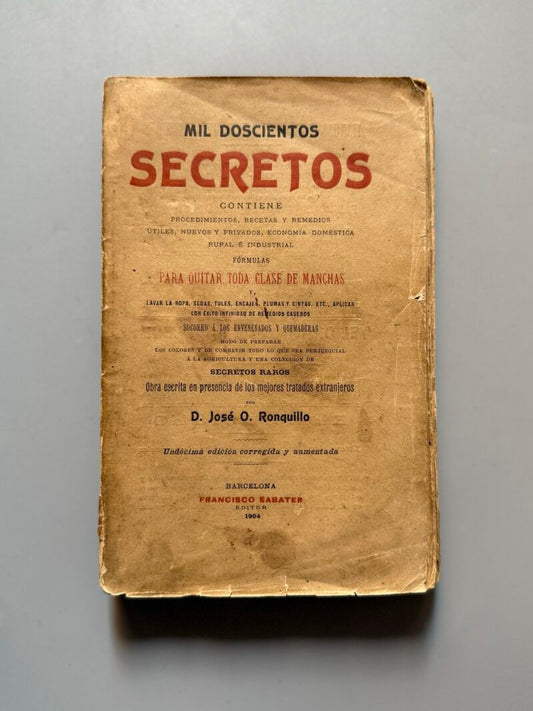 MIL DOSCIENTOS
SECRETOS
CONTIENE
PROCEDIMIENTOS, RECETAS Y REMEDIOS
ÚTILES, NUEVOS Y PRIVADOS, ECONOMÍA DOMÉSTICA
RURAL É INDUSTRIAL
FÓRMULAS
PARA QUITAR TODA CLASE DE MANCHAS
Y
LAVAR LA ROPA, SEDAS, TULES, ENCAJES, PLUMAS Y CINTAS, ETC., APLICAR
CON ÉXITO INFINIDAD DE REMEDIOS CASEROS
SOCORRO Á LOS ENVENENADOS Y QUEMADURAS
MODO DE PREPARAR
LOS COLORES Y DE COMBATIR TODO LO QUE SEA PERJUDICIAL
Á LA AGRICULTURA Y UNA COLECCIÓN DE
SECRETOS RAROS
Obra escrita en presencia de los mejores tratados extranjeros
POR
D. José O. Ronquillo
Undécima edición corregida y aumentada
BARCELONA
FRANCISCO SABATER
EDITOR
1904